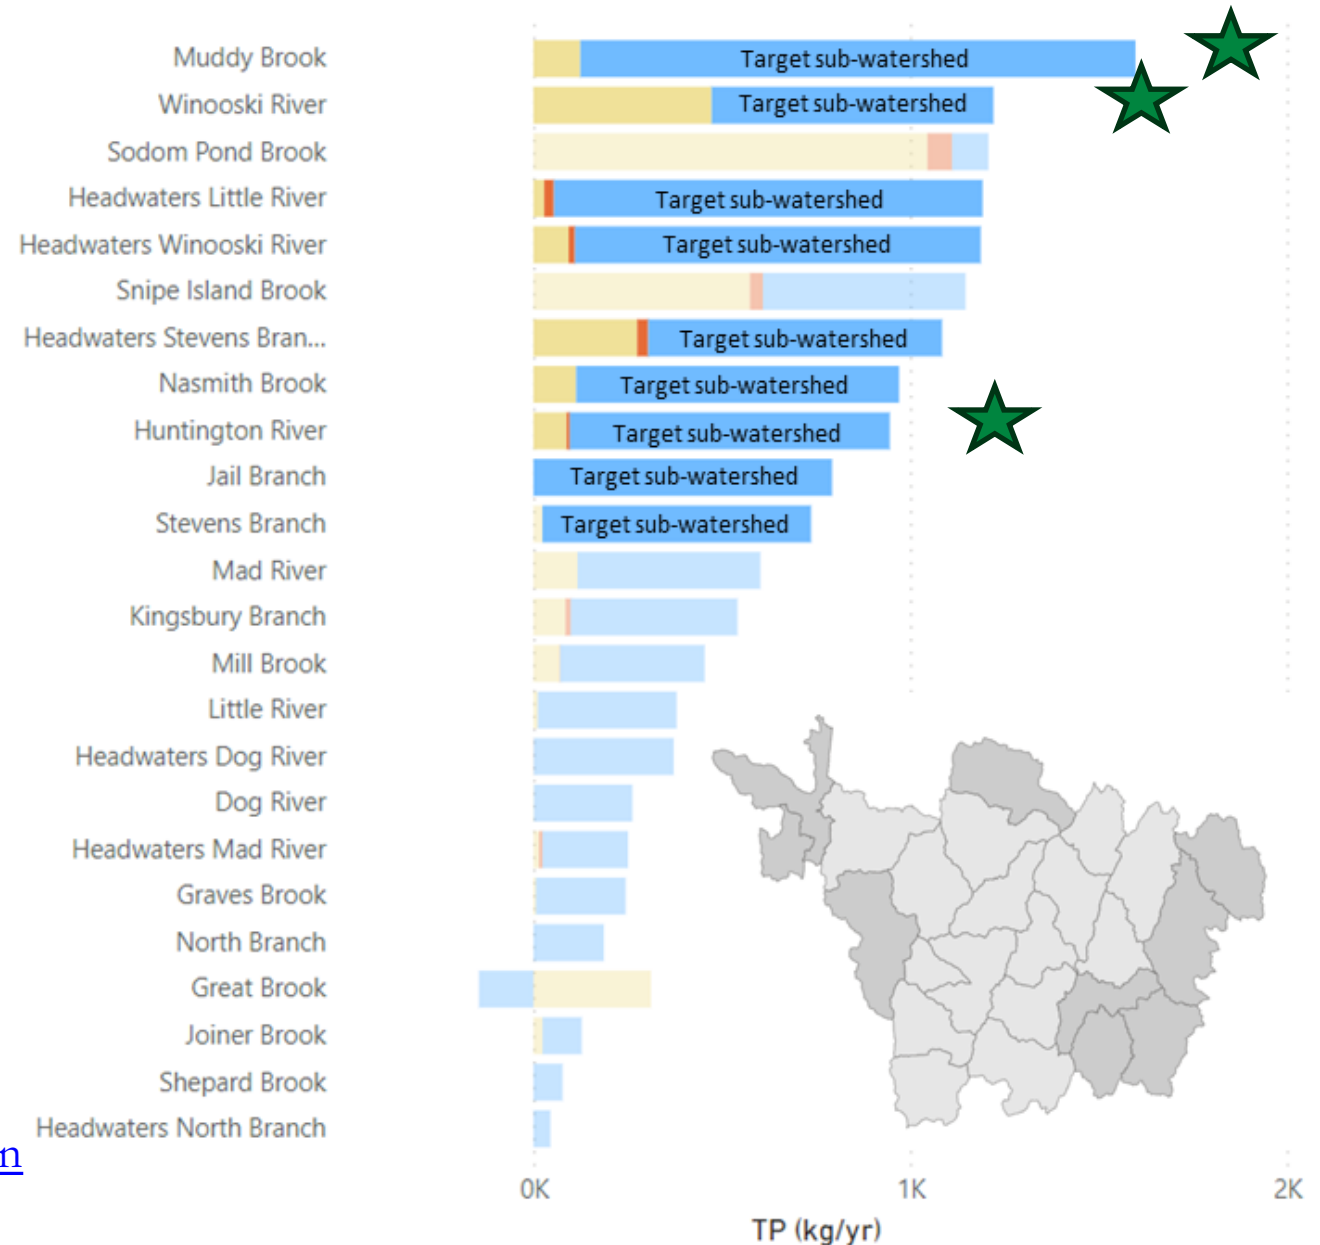 Muddy Brook Target sub-watershed
Winooski River Target sub-watershed
Sodom Pond Brook
Headwaters Little River Target sub-watershed
Headwaters Winooski River Target sub-watershed
Snipe Island Brook
Headwaters Stevens Bran... Target sub-watershed
Nasmith Brook Target sub-watershed
Huntington River Target sub-watershed
Jail Branch Target sub-watershed
Stevens Branch Target sub-watershed
Mad River
Kingsbury Branch
Mill Brook
Little River
Headwaters Dog River
Dog River
Headwaters Mad River
Graves Brook
North Branch
Great Brook
Joiner Brook
Shepard Brook
Headwaters North Branch
n
0K 1K 2K
TP (kg/yr)